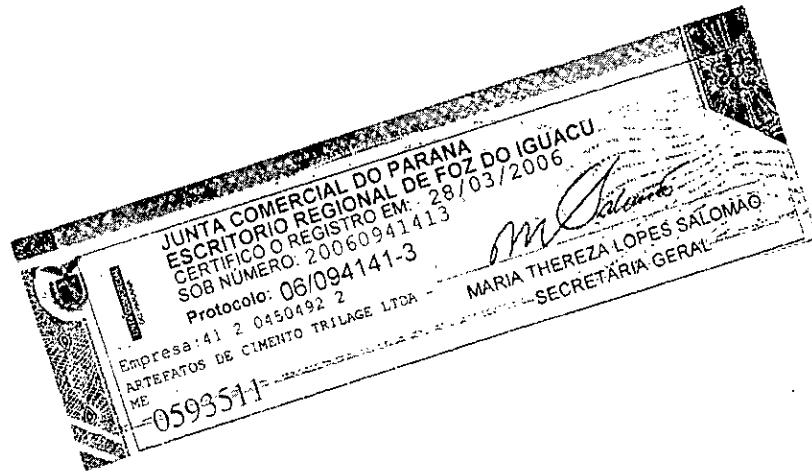 JUNTA COMERCIAL DO PARANA
ESCRITORIO REGIONAL DE FOZ DO IGUACU
CERTIFICO O REGISTRO EM: 28/03/2006
SOB NÚMERO: 20060941413
Protocolo: 06/094141-3
Empresa:41 2 0450492 2
ARTEFATOS DE CIMENTO TRILAGE LTDA -
ME
0593511
MARIA THEREZA LOPES SALOMÃO
SECRETARIA GERAL